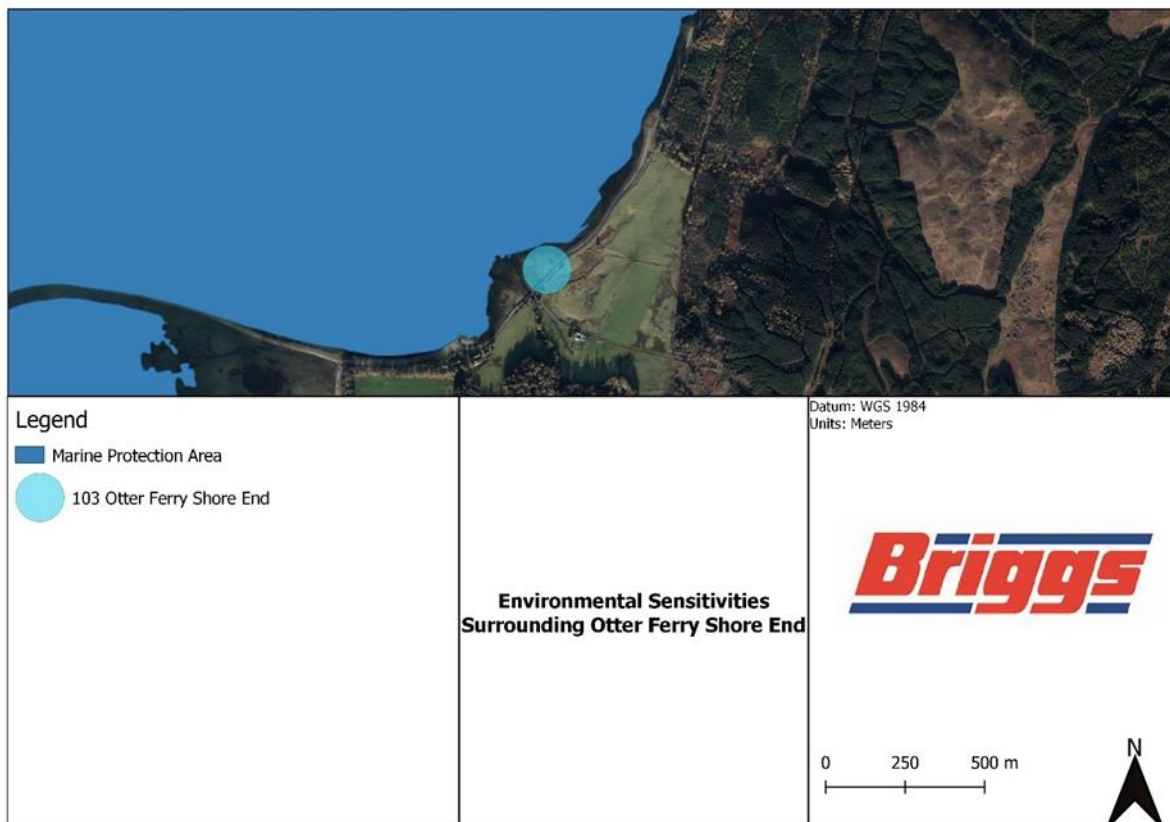 Legend
Marine Protection Area
103 Otter Ferry Shore End
Environmental Sensitivities
Surrounding Otter Ferry Shore End
Datum: WGS 1984
Units: Meters
Briggs
0 250 500 m
N